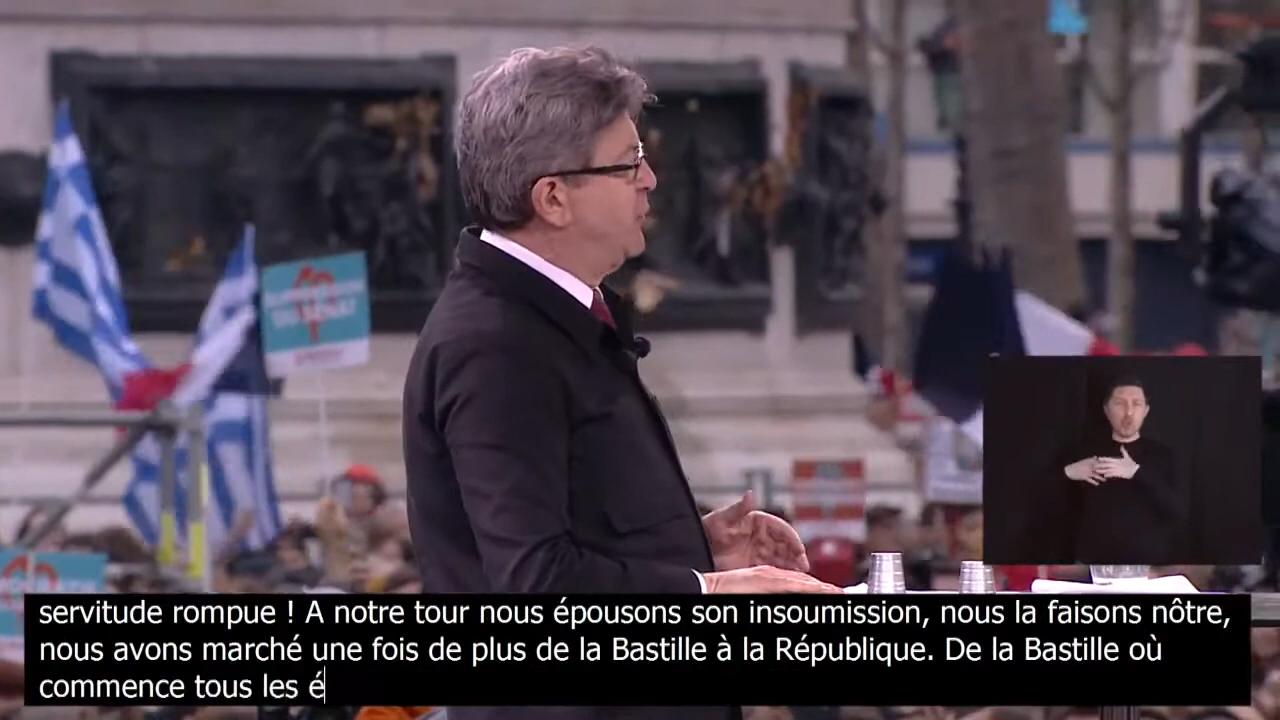 servitude rompue ! A notre tour nous épousons son insoumission, nous la faisons nôtre,
nous avons marché une fois de plus de la Bastille à la République. De la Bastille où
commence tous les é